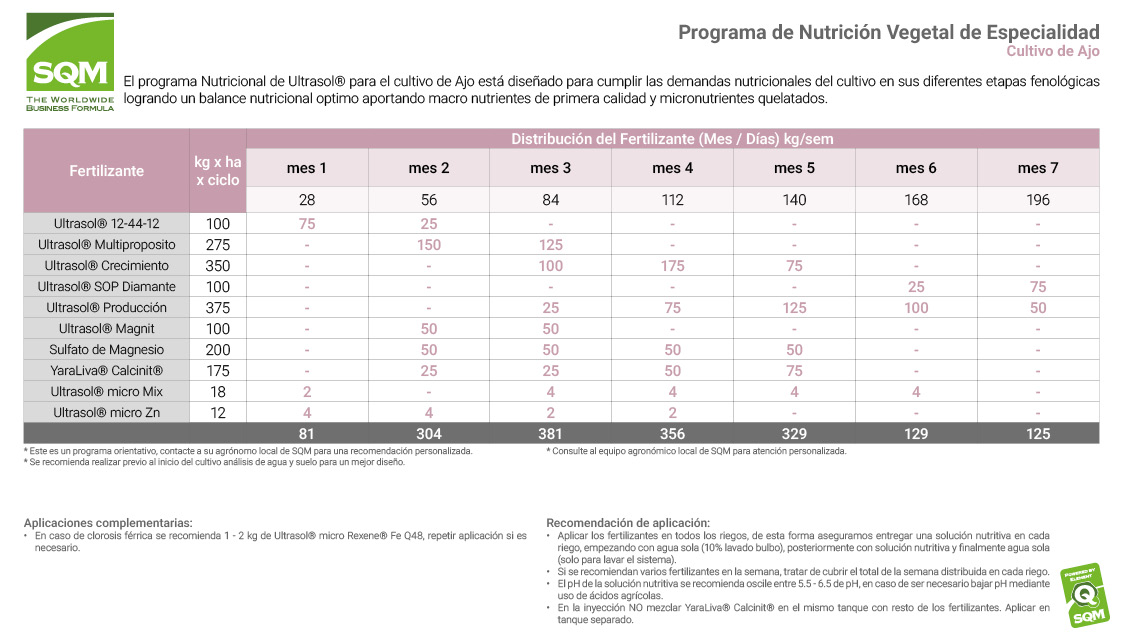 SQM
THE WORLDWIDE
BUSINESS FORMULA
Programa de Nutrición Vegetal de Especialidad
Cultivo de Ajo
El programa Nutricional de Ultrasol® para el cultivo de Ajo está diseñado para cumplir las demandas nutricionales del cultivo en sus diferentes etapas fenológicas
logrando un balance nutricional optimo aportando macro nutrientes de primera calidad y micronutrientes quelatados.
Fertilizante kg x ha x ciclo Distribución del Fertilizante (Mes / Días) kg/sem
mes 1 mes 2 mes 3 mes 4 mes 5 mes 6 mes 7
28 56 84 112 140 168 196
Ultrasol® 12-44-12 100 75 25 - - - - -
Ultrasol® Multiproposito 275 - 150 125 - - - -
Ultrasol® Crecimiento 350 - - 100 175 75 - -
Ultrasol® SOP Diamante 100 - - - - - 25 75
Ultrasol® Producción 375 - - 25 75 125 100 50
Ultrasol® Magnit 100 - 50 50 - - - -
Sulfato de Magnesio 200 - 50 50 50 50 - -
YaraLiva® Calcinit® 175 - 25 25 50 75 - -
Ultrasol® micro Mix 18 2 - 4 4 4 4 -
Ultrasol® micro Zn 12 4 4 2 2 - - -
81 304 381 356 329 129 125
* Este es un programa orientativo, contacte a su agrónomo local de SQM para una recomendación personalizada.
* Se recomienda realizar previo al inicio del cultivo análisis de agua y suelo para un mejor diseño.
* Consulte al equipo agronómico local de SQM para atención personalizada.
Aplicaciones complementarias:
• En caso de clorosis férrica se recomienda 1 - 2 kg de Ultrasol® micro Rexene® Fe Q48, repetir aplicación si es
necesario.
Recomendación de aplicación:
• Aplicar los fertilizantes en todos los riegos, de esta forma aseguramos entregar una solución nutritiva en cada
riego, empezando con agua sola (10% lavado bulbo), posteriormente con solución nutritiva y finalmente agua sola
(solo para lavar el sistema).
• Si se recomiendan varios fertilizantes en la semana, tratar de cubrir el total de la semana distribuida en cada riego.
• El pH de la solución nutritiva se recomienda oscile entre 5.5 - 6.5 de pH, en caso de ser necesario bajar pH mediante
uso de ácidos agrícolas.
• En la inyección NO mezclar YaraLiva® Calcinit® en el mismo tanque con resto de los fertilizantes. Aplicar en
tanque separado.
POWERED BY
ELEMENT
Q
SQM